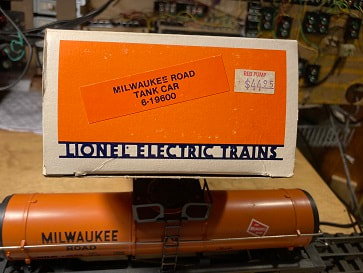 MILWAUKEE ROAD
TANK CAR
6-19600
RED PUMP
$44.95
LIONEL ELECTRIC TRAINS
MILWAUKEE
ROAD